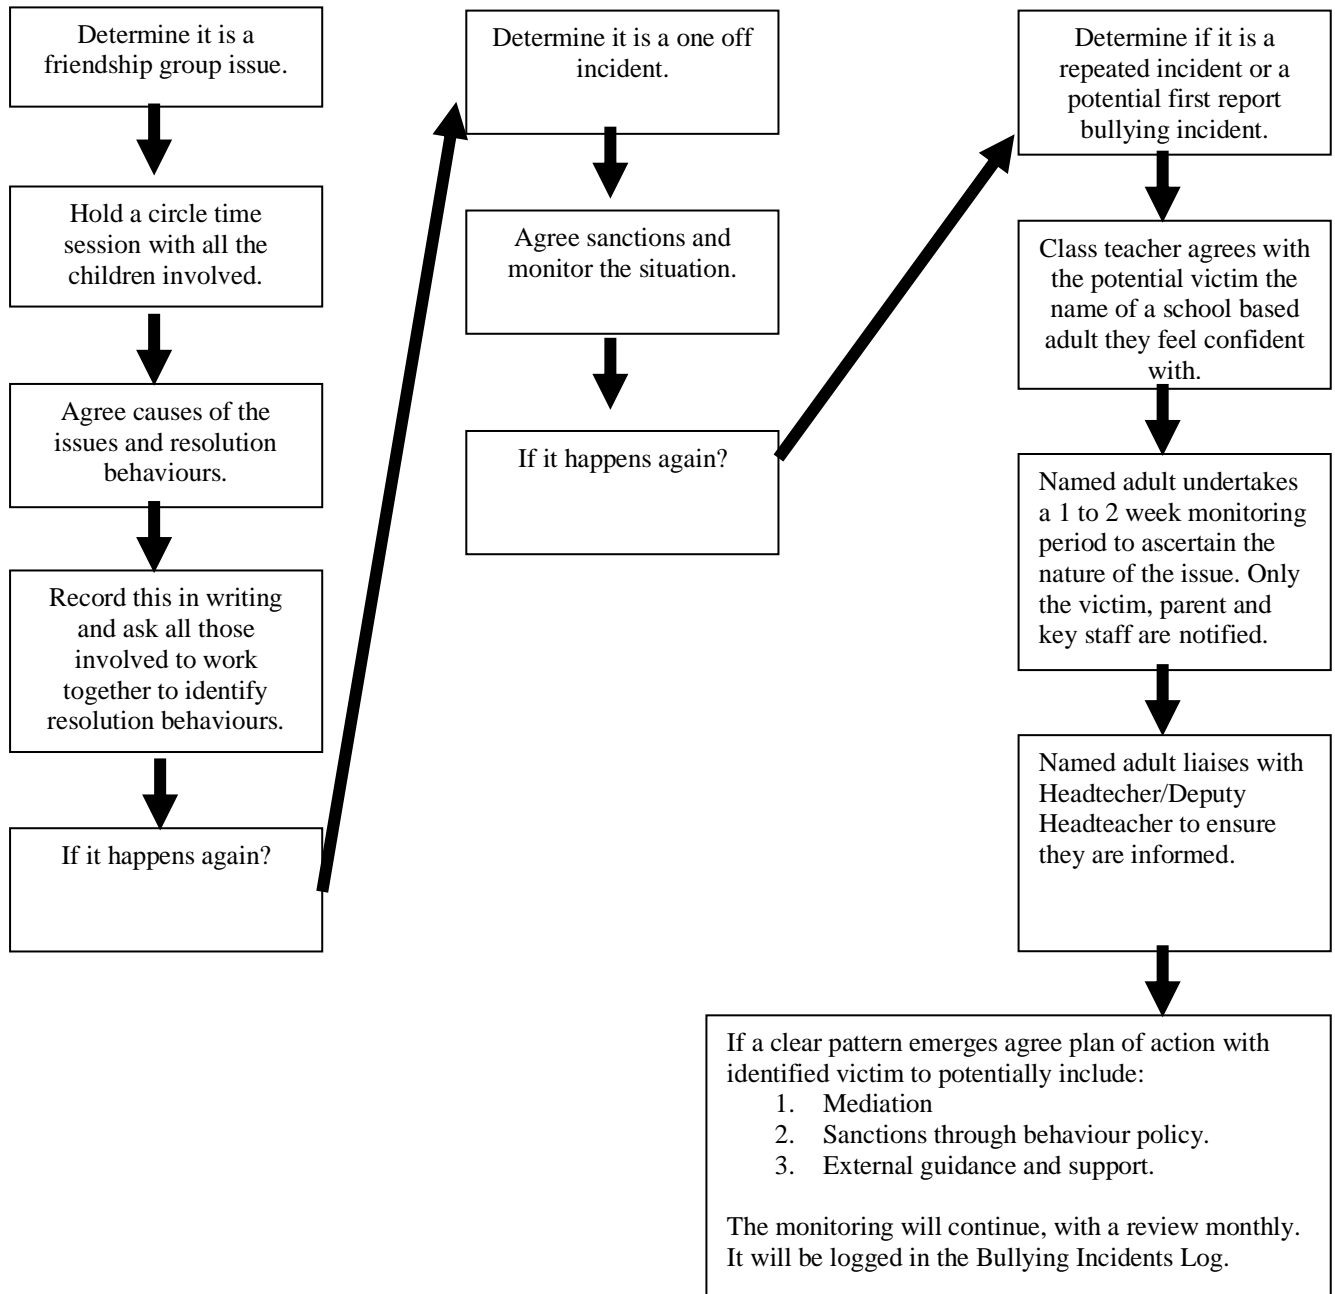 Determine it is a
friendship group issue.
Hold a circle time
session with all the
children involved.
Agree causes of the
issues and resolution
behaviours.
Record this in writing
and ask all those
involved to work
together to identify
resolution behaviours.
If it happens again?
Determine it is a one off
incident.
Agree sanctions and
monitor the situation.
If it happens again?
Determine if it is a
repeated incident or a
potential first report
bullying incident.
Class teacher agrees with
the potential victim the
name of a school based
adult they feel confident
with.
Named adult undertakes
a 1 to 2 week monitoring
period to ascertain the
nature of the issue. Only
the victim, parent and
key staff are notified.
Named adult liaises with
Headtecher/Deputy
Headteacher to ensure
they are informed.
If a clear pattern emerges agree plan of action with
identified victim to potentially include:
1. Mediation
2. Sanctions through behaviour policy.
3. External guidance and support.
The monitoring will continue, with a review monthly.
It will be logged in the Bullying Incidents Log.